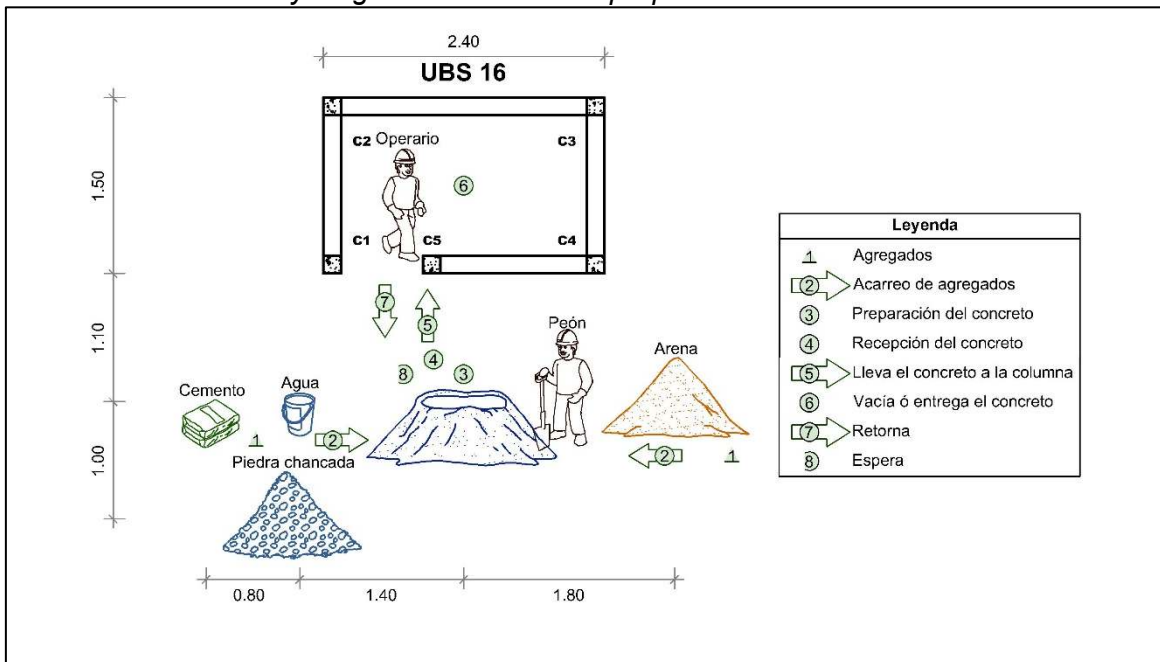 2.40
UBS 16
C2 Operario
C3
6
1.50
C1
C5
C4
7
5
1.10
Peón
Arena
4
8
3
Cemento
Agua
1
2
2
1
Piedra chancada
1.00
0.80
1.40
1.80
Leyenda
1 Agregados
2 Acarreo de agregados
3 Preparación del concreto
4 Recepción del concreto
5 Lleva el concreto a la columna
6 Vacía ó entrega el concreto
7 Retorna
8 Espera